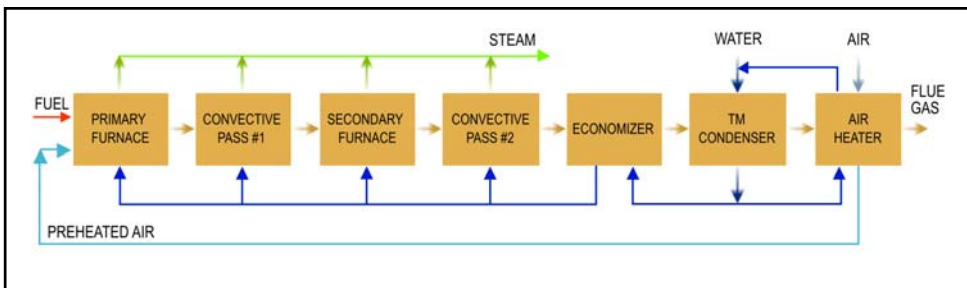 STEAM
WATER
AIR
FUEL
PRIMARY
FURNACE
CONVECTIVE
PASS #1
SECONDARY
FURNACE
CONVECTIVE
PASS #2
ECONOMIZER
TM
CONDENSER
AIR
HEATER
FLUE
GAS
PREHEATED AIR